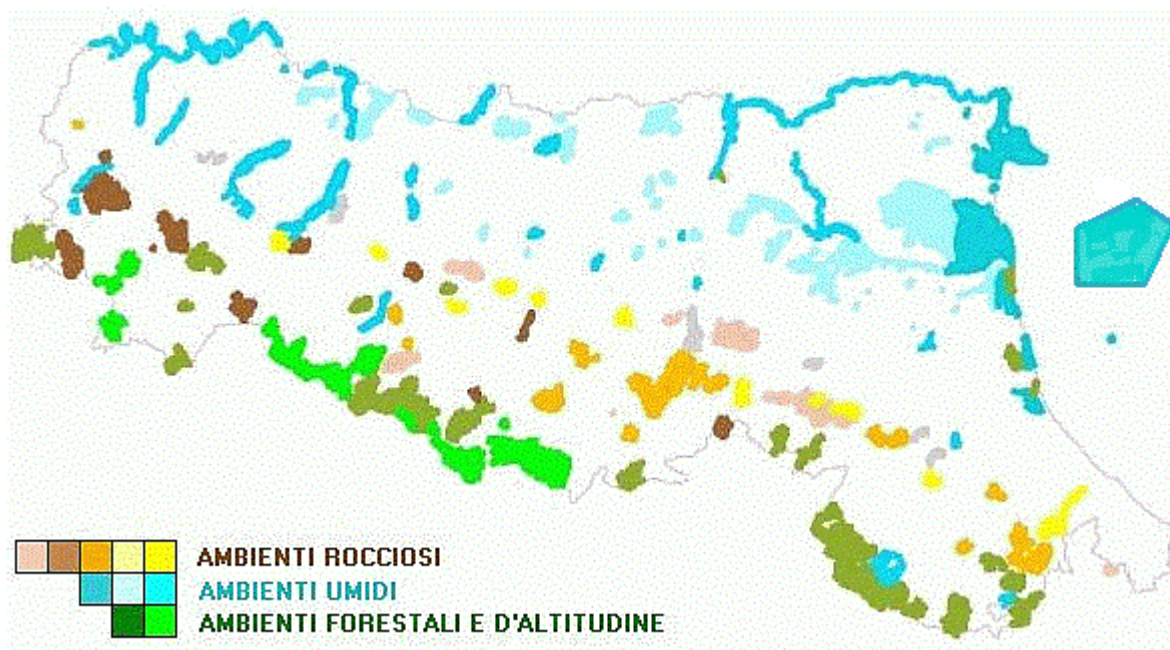 AMBIENTI ROCCIOSI
AMBIENTI UMIDI
AMBIENTI FORESTALI E D'ALTITUDINE